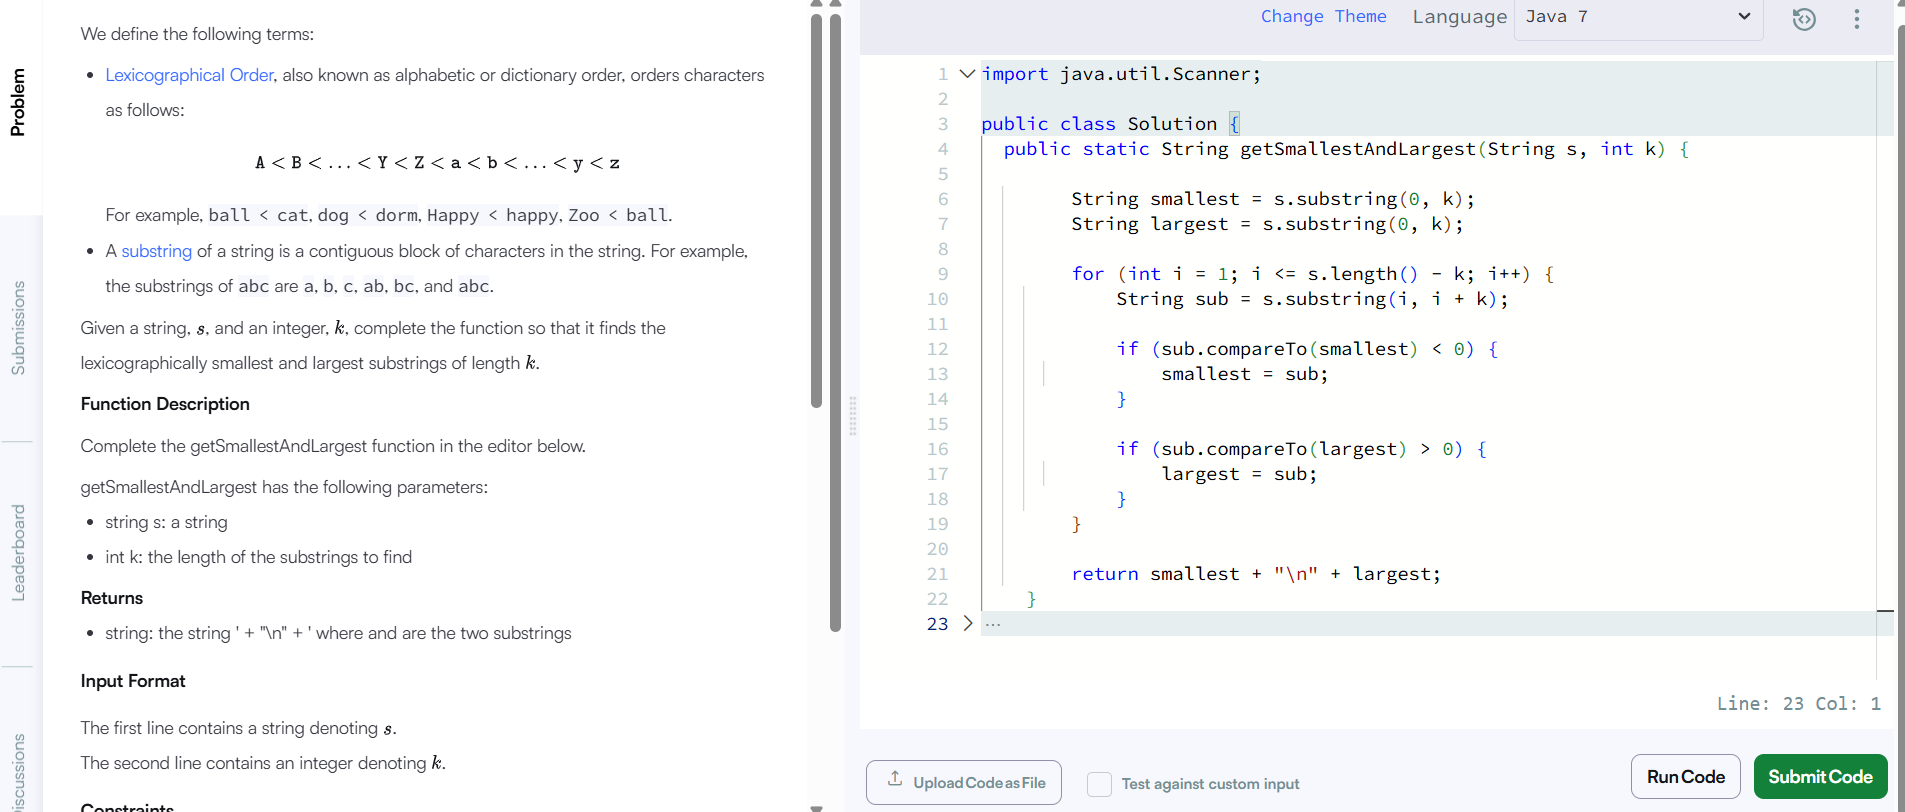 Problem
Submissions
Leaderboard
We define the following terms:
• Lexicographical Order, also known as alphabetic or dictionary order, orders characters
as follows:
A < B < ... < Y < Z < a < b < ... < y < z
For example, ball < cat, dog < dorm, Happy < happy, Zoo < ball.
• A substring of a string is a contiguous block of characters in the string. For example,
the substrings of abc are a, b, c, ab, bc, and abc.
Given a string, s, and an integer, k, complete the function so that it finds the
lexicographically smallest and largest substrings of length k.
Function Description
Complete the getSmallestAndLargest function in the editor below.
getSmallestAndLargest has the following parameters:
• string s: a string
• int k: the length of the substrings to find
Returns
• string: the string ' + "\n" + ' where and are the two substrings
Input Format
The first line contains a string denoting s.
The second line contains an integer denoting k.
Constraints
Change Theme Language Java 7
1 import java.util.Scanner;
2
3 public class Solution {
4 public static String getSmallestAndLargest(String s, int k) {
5
6 String smallest = s.substring(0, k);
7 String largest = s.substring(0, k);
8
9 for (int i = 1; i <= s.length() - k; i++) {
10 String sub = s.substring(i, i + k);
11
12 if (sub.compareTo(smallest) < 0) {
13 smallest = sub;
14 }
15
16 if (sub.compareTo(largest) > 0) {
17 largest = sub;
18 }
19 }
20
21 return smallest + "\n" + largest;
22 }
23 ...
Line: 23 Col: 1
Upload Code as File
Test against custom input
Run Code
Submit Code